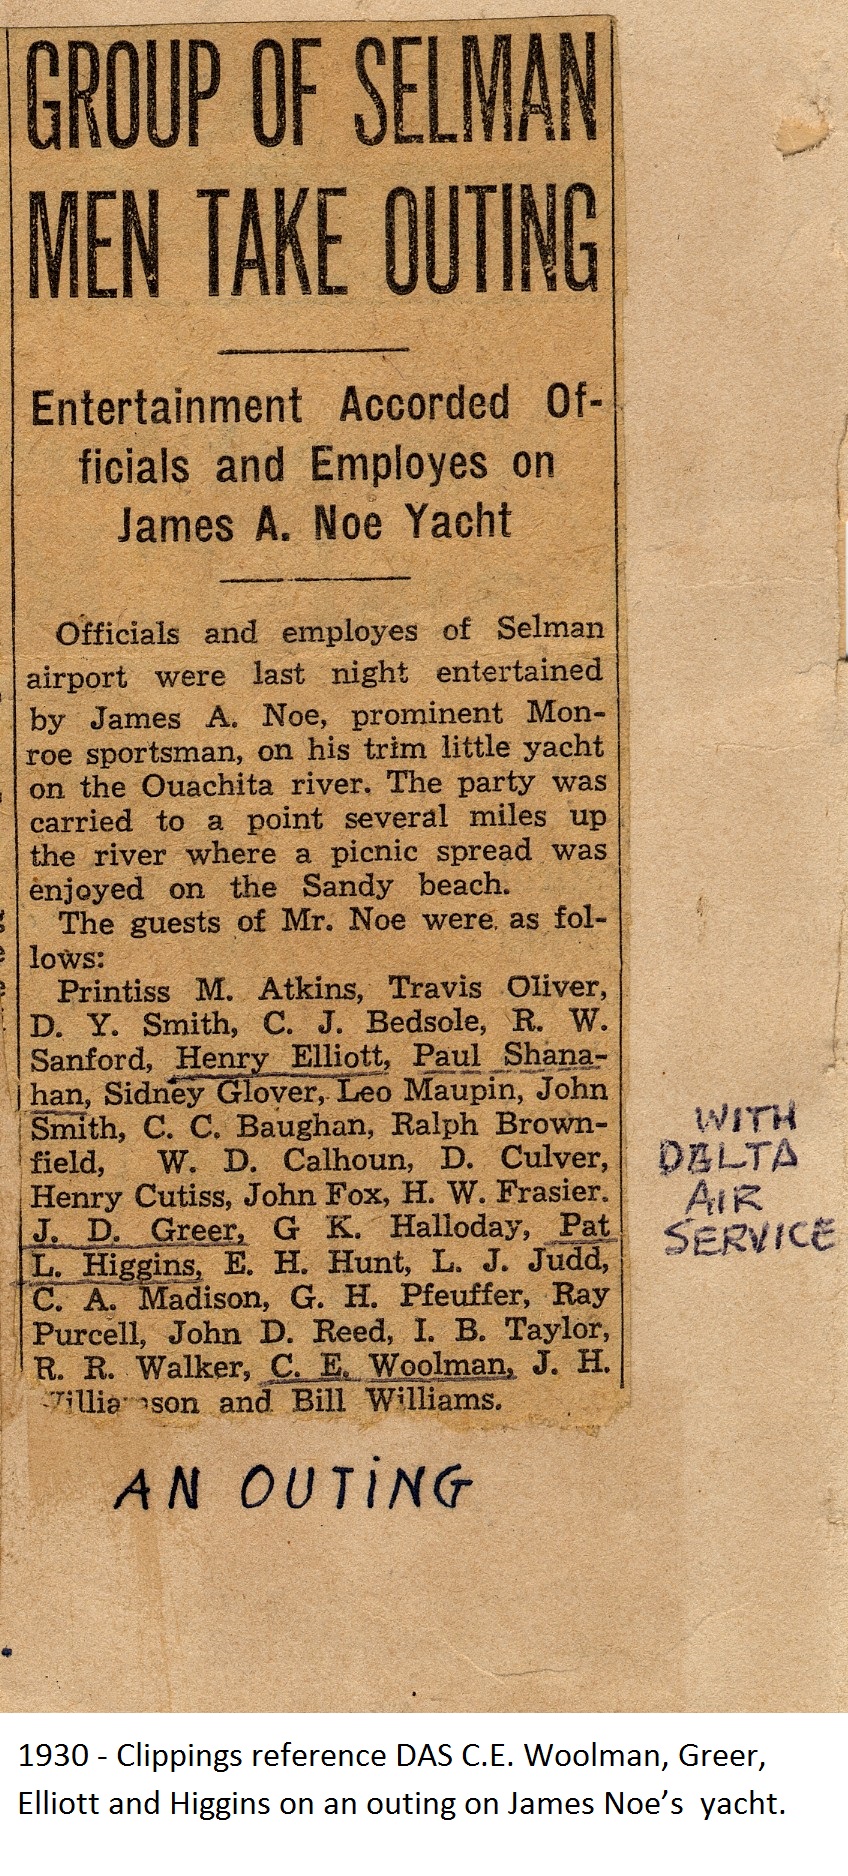 GROUP OF SELMAN
MEN TAKE OUTING
Entertainment Accorded Of-
ficials and Employes on
James A. Noe Yacht
Officials and employes of Selman
airport were last night entertained
by James A. Noe, prominent Mon-
roe sportsman, on his trim little yacht
on the Ouachita river. The party was
carried to a point several miles up
the river where a picnic spread was
enjoyed on the Sandy beach.
The guests of Mr. Noe were as fol-
lows:
Printiss M. Atkins, Travis Oliver,
D. Y. Smith, C. J. Bedsole, R. W.
Sanford, Henry Elliott, Paul Shana-
han, Sidney Glover, Leo Maupin, John
Smith, C. C. Baughan, Ralph Brown-
field, W. D. Calhoun, D. Culver,
Henry Cutiss, John Fox, H. W. Frasier.
J. D. Greer, G K. Halloday, Pat
L. Higgins, E. H. Hunt, L. J. Judd,
C. A. Madison, G. H. Pfeuffer, Ray
Purcell, John D. Reed, I. B. Taylor,
R. R. Walker, C. E. Woolman, J. H.
and Bill Williams.
WITH
DELTA
AIR
SERVICE
AN OUTING
1930 - Clippings reference DAS C.E. Woolman, Greer,
Elliott and Higgins on an outing on James Noe’s yacht.